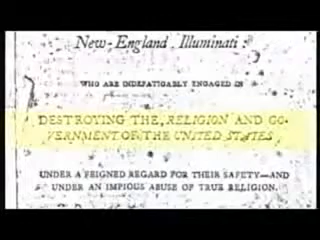 New-England Illuminati:
WHO ARE INDEFATIGABLY ENGAGED IN
DESTROYING THE, RELIGION AND GO-
VERNMENT OF THE UNITED STATES,
UNDER A FEIGNED REGARD FOR THEIR SAFETY—AND
UNDER AN IMPIOUS ABUSE OF TRUE RELIGION.